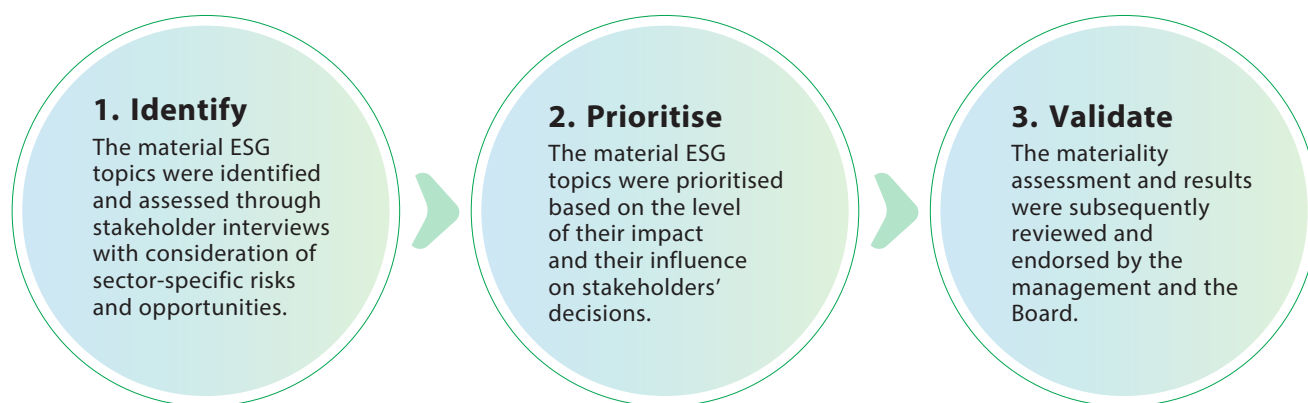 1. Identify
The material ESG
topics were identified
and assessed through
stakeholder interviews
with consideration of
sector-specific risks
and opportunities.
2. Prioritise
The material ESG
topics were prioritised
based on the level
of their impact
and their influence
on stakeholders’
decisions.
3. Validate
The materiality
assessment and results
were subsequently
reviewed and
endorsed by the
management and the
Board.